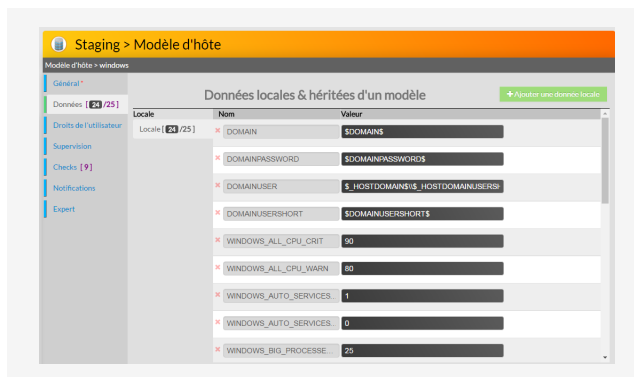 Staging > Modèle d'hôte
Modèle d'hôte > windows
Général *
Données [ 24 /25 ]
Droits de l'utilisateur
Supervision
Checks [ 9 ]
Notifications
Expert
Données locales & héritées d'un modèle
+ Ajouter une donnée locale
Locale
Nom
Valeur
Locale [ 24 /25 ]
× DOMAIN $DOMAIN$
× DOMAINPASSWORD $DOMAINPASSWORD$
× DOMAINUSER $_HOSTDOMAIN$\\$_HOSTDOMAINUSERSH
× DOMAINUSERSHORT $DOMAINUSERSHORT$
× WINDOWS_ALL_CPU_CRIT 90
× WINDOWS_ALL_CPU_WARN 80
× WINDOWS_AUTO_SERVICES... 1
× WINDOWS_AUTO_SERVICES... 0
× WINDOWS_BIG_PROCESSE... 25